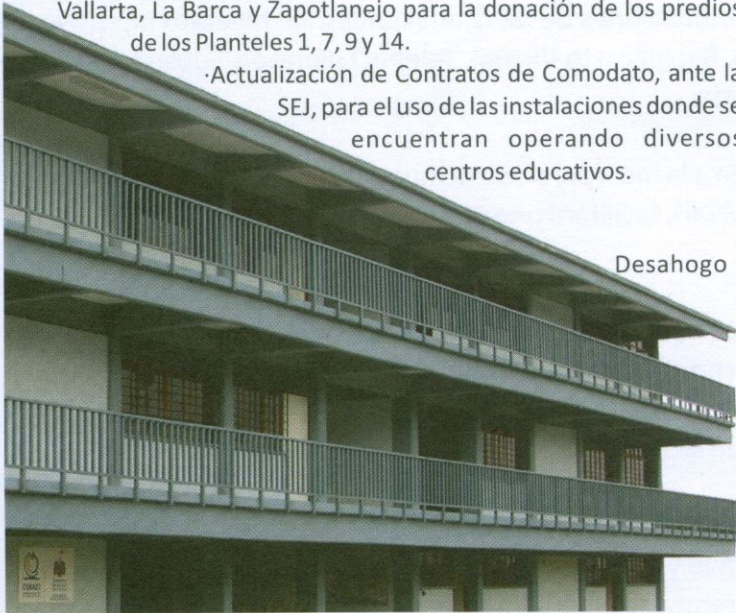 Vallarta, La Barca y Zapotlanejo para la donación de los predios
de los Planteles 1, 7, 9 y 14.
·Actualización de Contratos de Comodato, ante la
SEJ, para el uso de las instalaciones donde se
encuentran operando diversos
centros educativos.
Desahogo